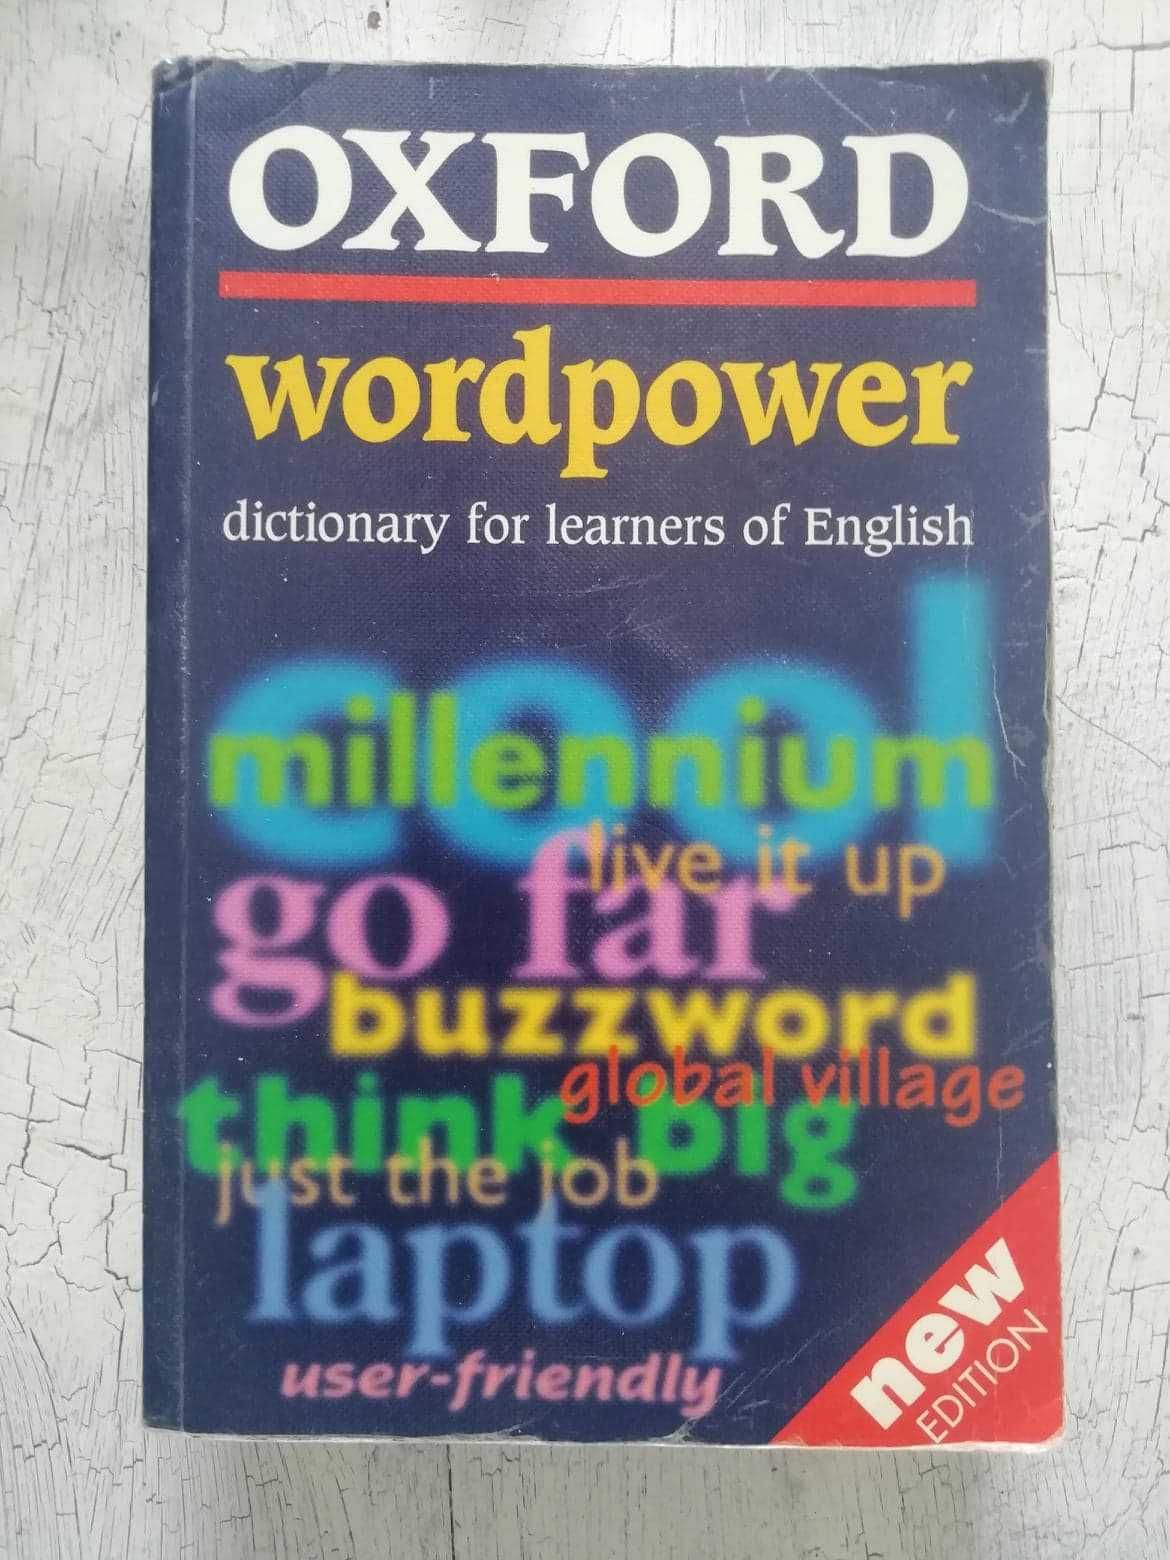 OXFORD
wordpower
dictionary for learners of English
cool
millennium
live it up
go far
buzzword
global village
think big
just the job
laptop
user-friendly
new
EDITION